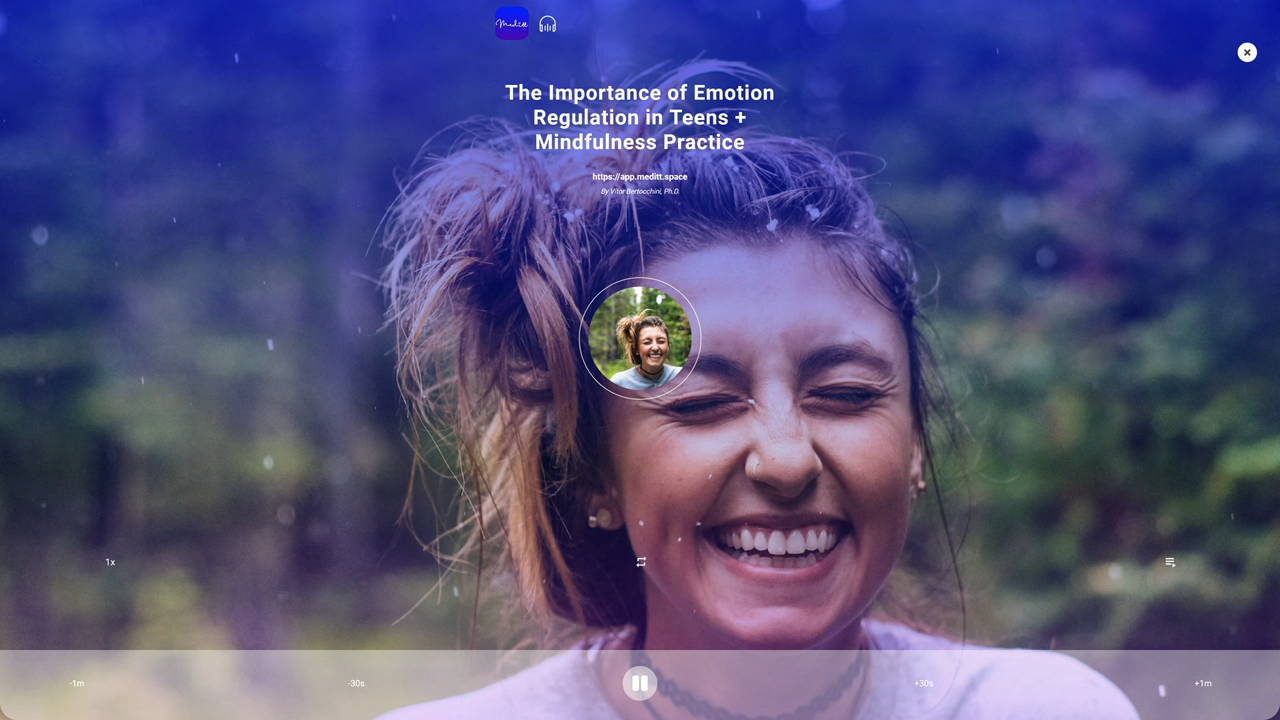 Meditt
The Importance of Emotion
Regulation in Teens +
Mindfulness Practice
https://app.meditt.space
By Vitor Bertocchini, Ph.D.
1x
-1m
-30s
+30s
+1m